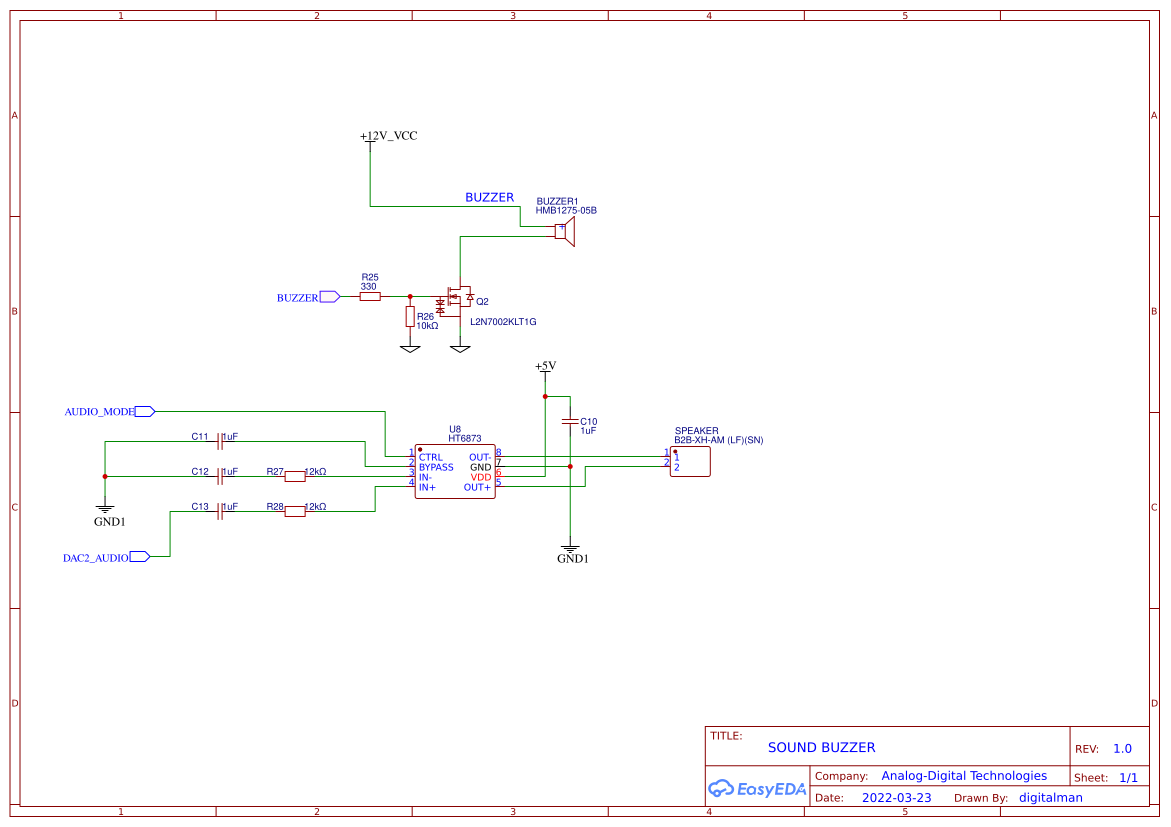 1 2 3 4 5
A A
+12V_VCC
BUZZER
BUZZER1
HMB1275-05B
+
R25
330
BUZZER
Q2
B B
R26
10kΩ
L2N7002KLT1G
+5V
AUDIO_MODE
C10
1uF
C11 1uF
U8
HT6873
SPEAKER
B2B-XH-AM (LF)(SN)
1 CTRL OUT- 8
2 BYPASS GND 7
3 IN- VDD 6
4 IN+ OUT+ 5
1 1
2 2
C12 1uF R27 12kΩ
C13 1uF R28 12kΩ
C C
GND1
DAC2_AUDIO
GND1
D D
TITLE:
SOUND BUZZER
REV: 1.0
EasyEDA
Company: Analog-Digital Technologies
Sheet: 1/1
Date: 2022-03-23 Drawn By: digitalman
1 2 3 4 5